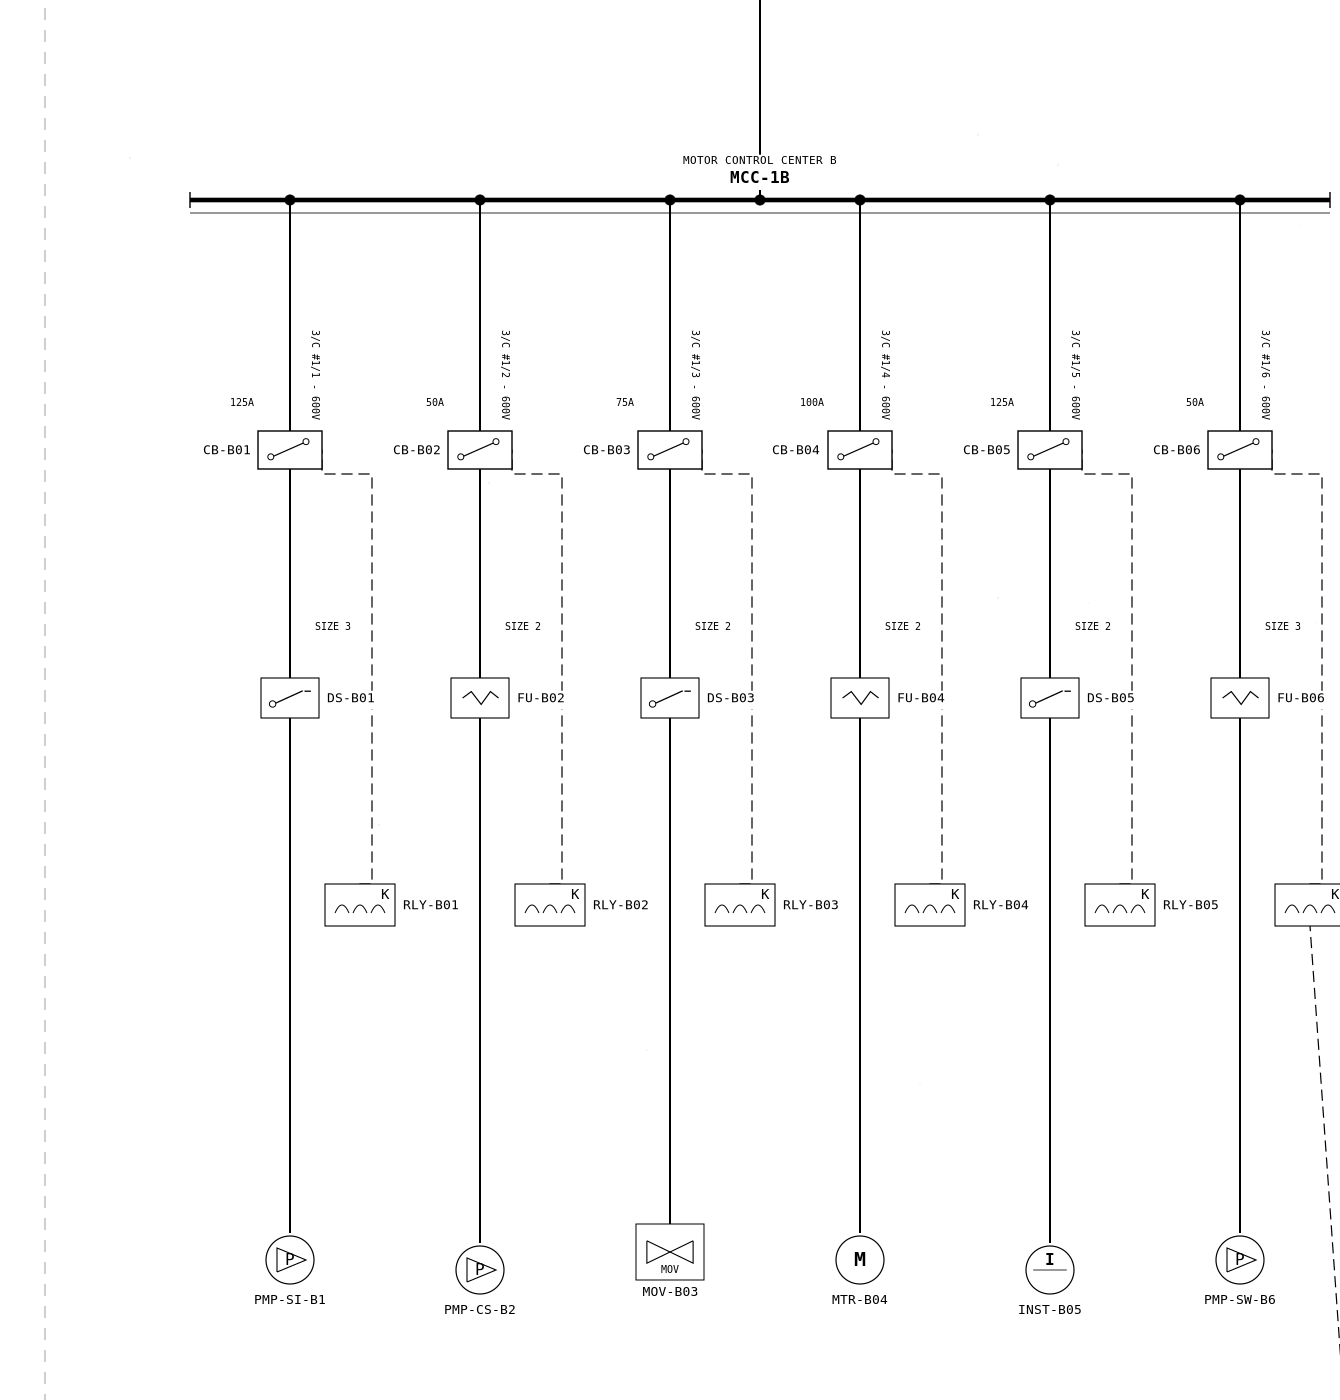 MOTOR CONTROL CENTER B
MCC-1B
3/C #1/1 - 600V
3/C #1/2 - 600V
3/C #1/3 - 600V
3/C #1/4 - 600V
3/C #1/5 - 600V
3/C #1/6 - 600V
125A
50A
75A
100A
125A
50A
CB-B01
CB-B02
CB-B03
CB-B04
CB-B05
CB-B06
SIZE 3
SIZE 2
SIZE 2
SIZE 2
SIZE 2
SIZE 3
DS-B01
FU-B02
DS-B03
FU-B04
DS-B05
FU-B06
K
RLY-B01
K
RLY-B02
K
RLY-B03
K
RLY-B04
K
RLY-B05
K
P
P
MOV
M
I
P
PMP-SI-B1
PMP-CS-B2
MOV-B03
MTR-B04
INST-B05
PMP-SW-B6